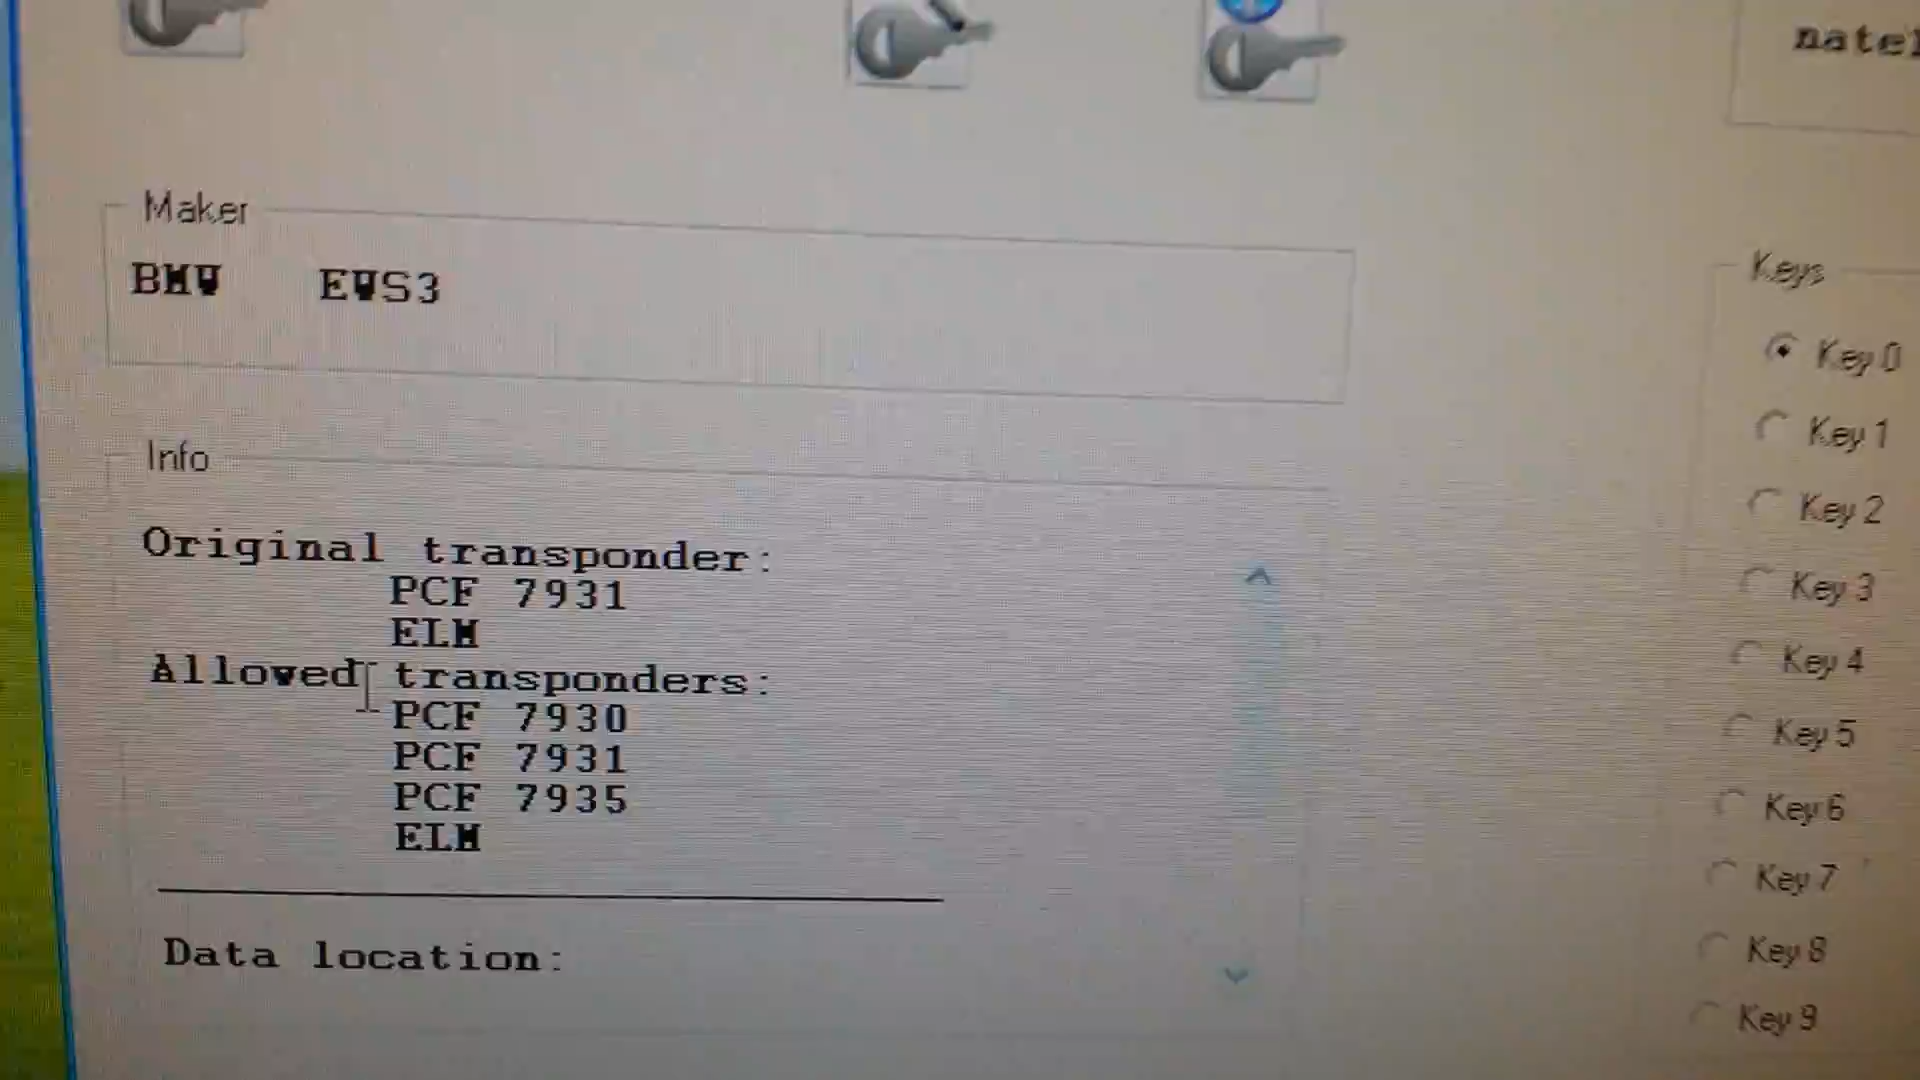 Maker
BMW EWS3
Info
Original transponder:
PCF 7931
ELM
Allowed transponders:
PCF 7930
PCF 7931
PCF 7935
ELM
Data location:
Keys
Key 0
Key 1
Key 2
Key 3
Key 4
Key 5
Key 6
Key 7
Key 8
Key 9